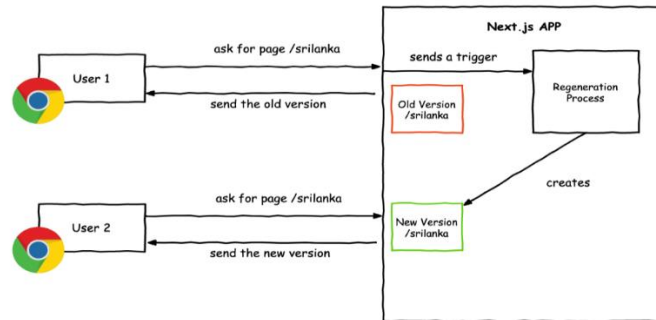 Next.js APP
ask for page /srilanka
sends a trigger
User 1
Regeneration
Process
send the old version
Old Version
/srilanka
creates
ask for page /srilanka
User 2
New Version
/srilanka
send the new version